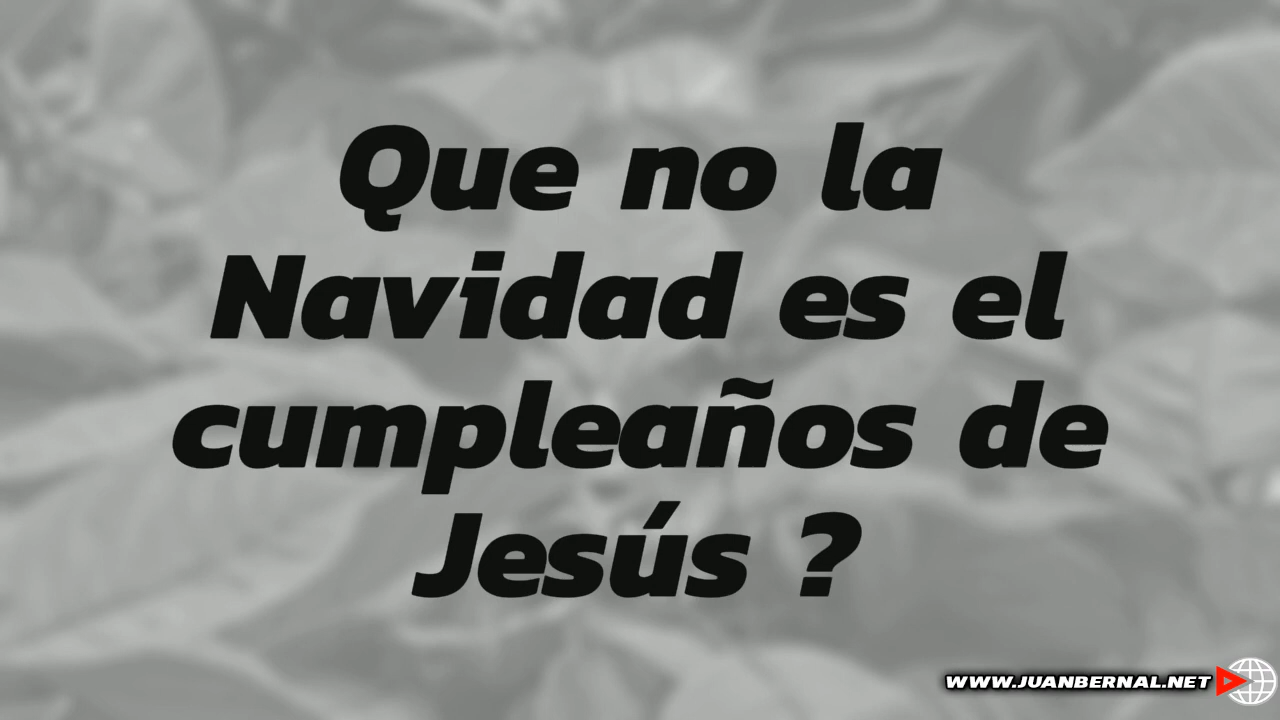 Que no la
Navidad es el
cumpleaños de
Jesús ?
WWW.JUANBERNAL.NET